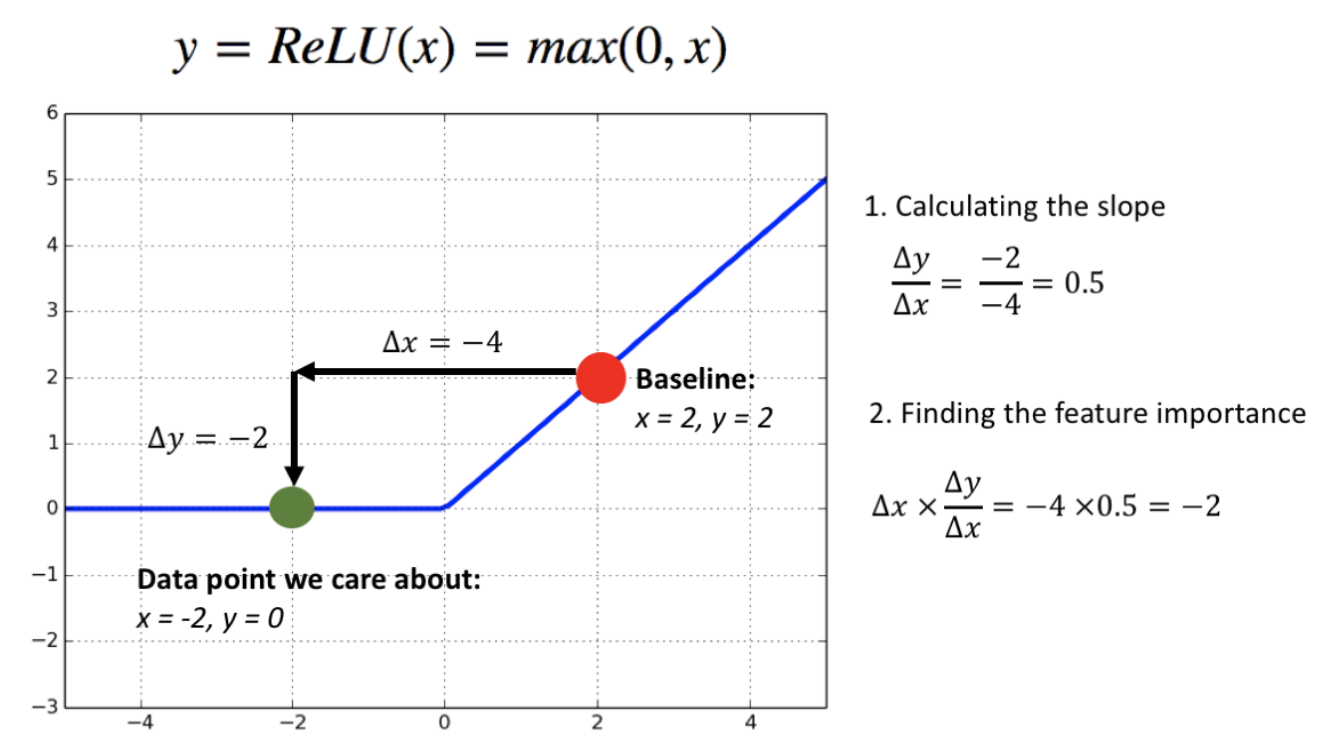 y = ReLU(x) = max(0, x)
6
5
4
3
2
1
0
−1
−2
−3
−4
−2
0
2
4
Δx = −4
Δy = −2
Baseline:
x = 2, y = 2
Data point we care about:
x = -2, y = 0
1. Calculating the slope
Δy/Δx = −2/−4 = 0.5
2. Finding the feature importance
Δx × Δy/Δx = −4 ×0.5 = −2